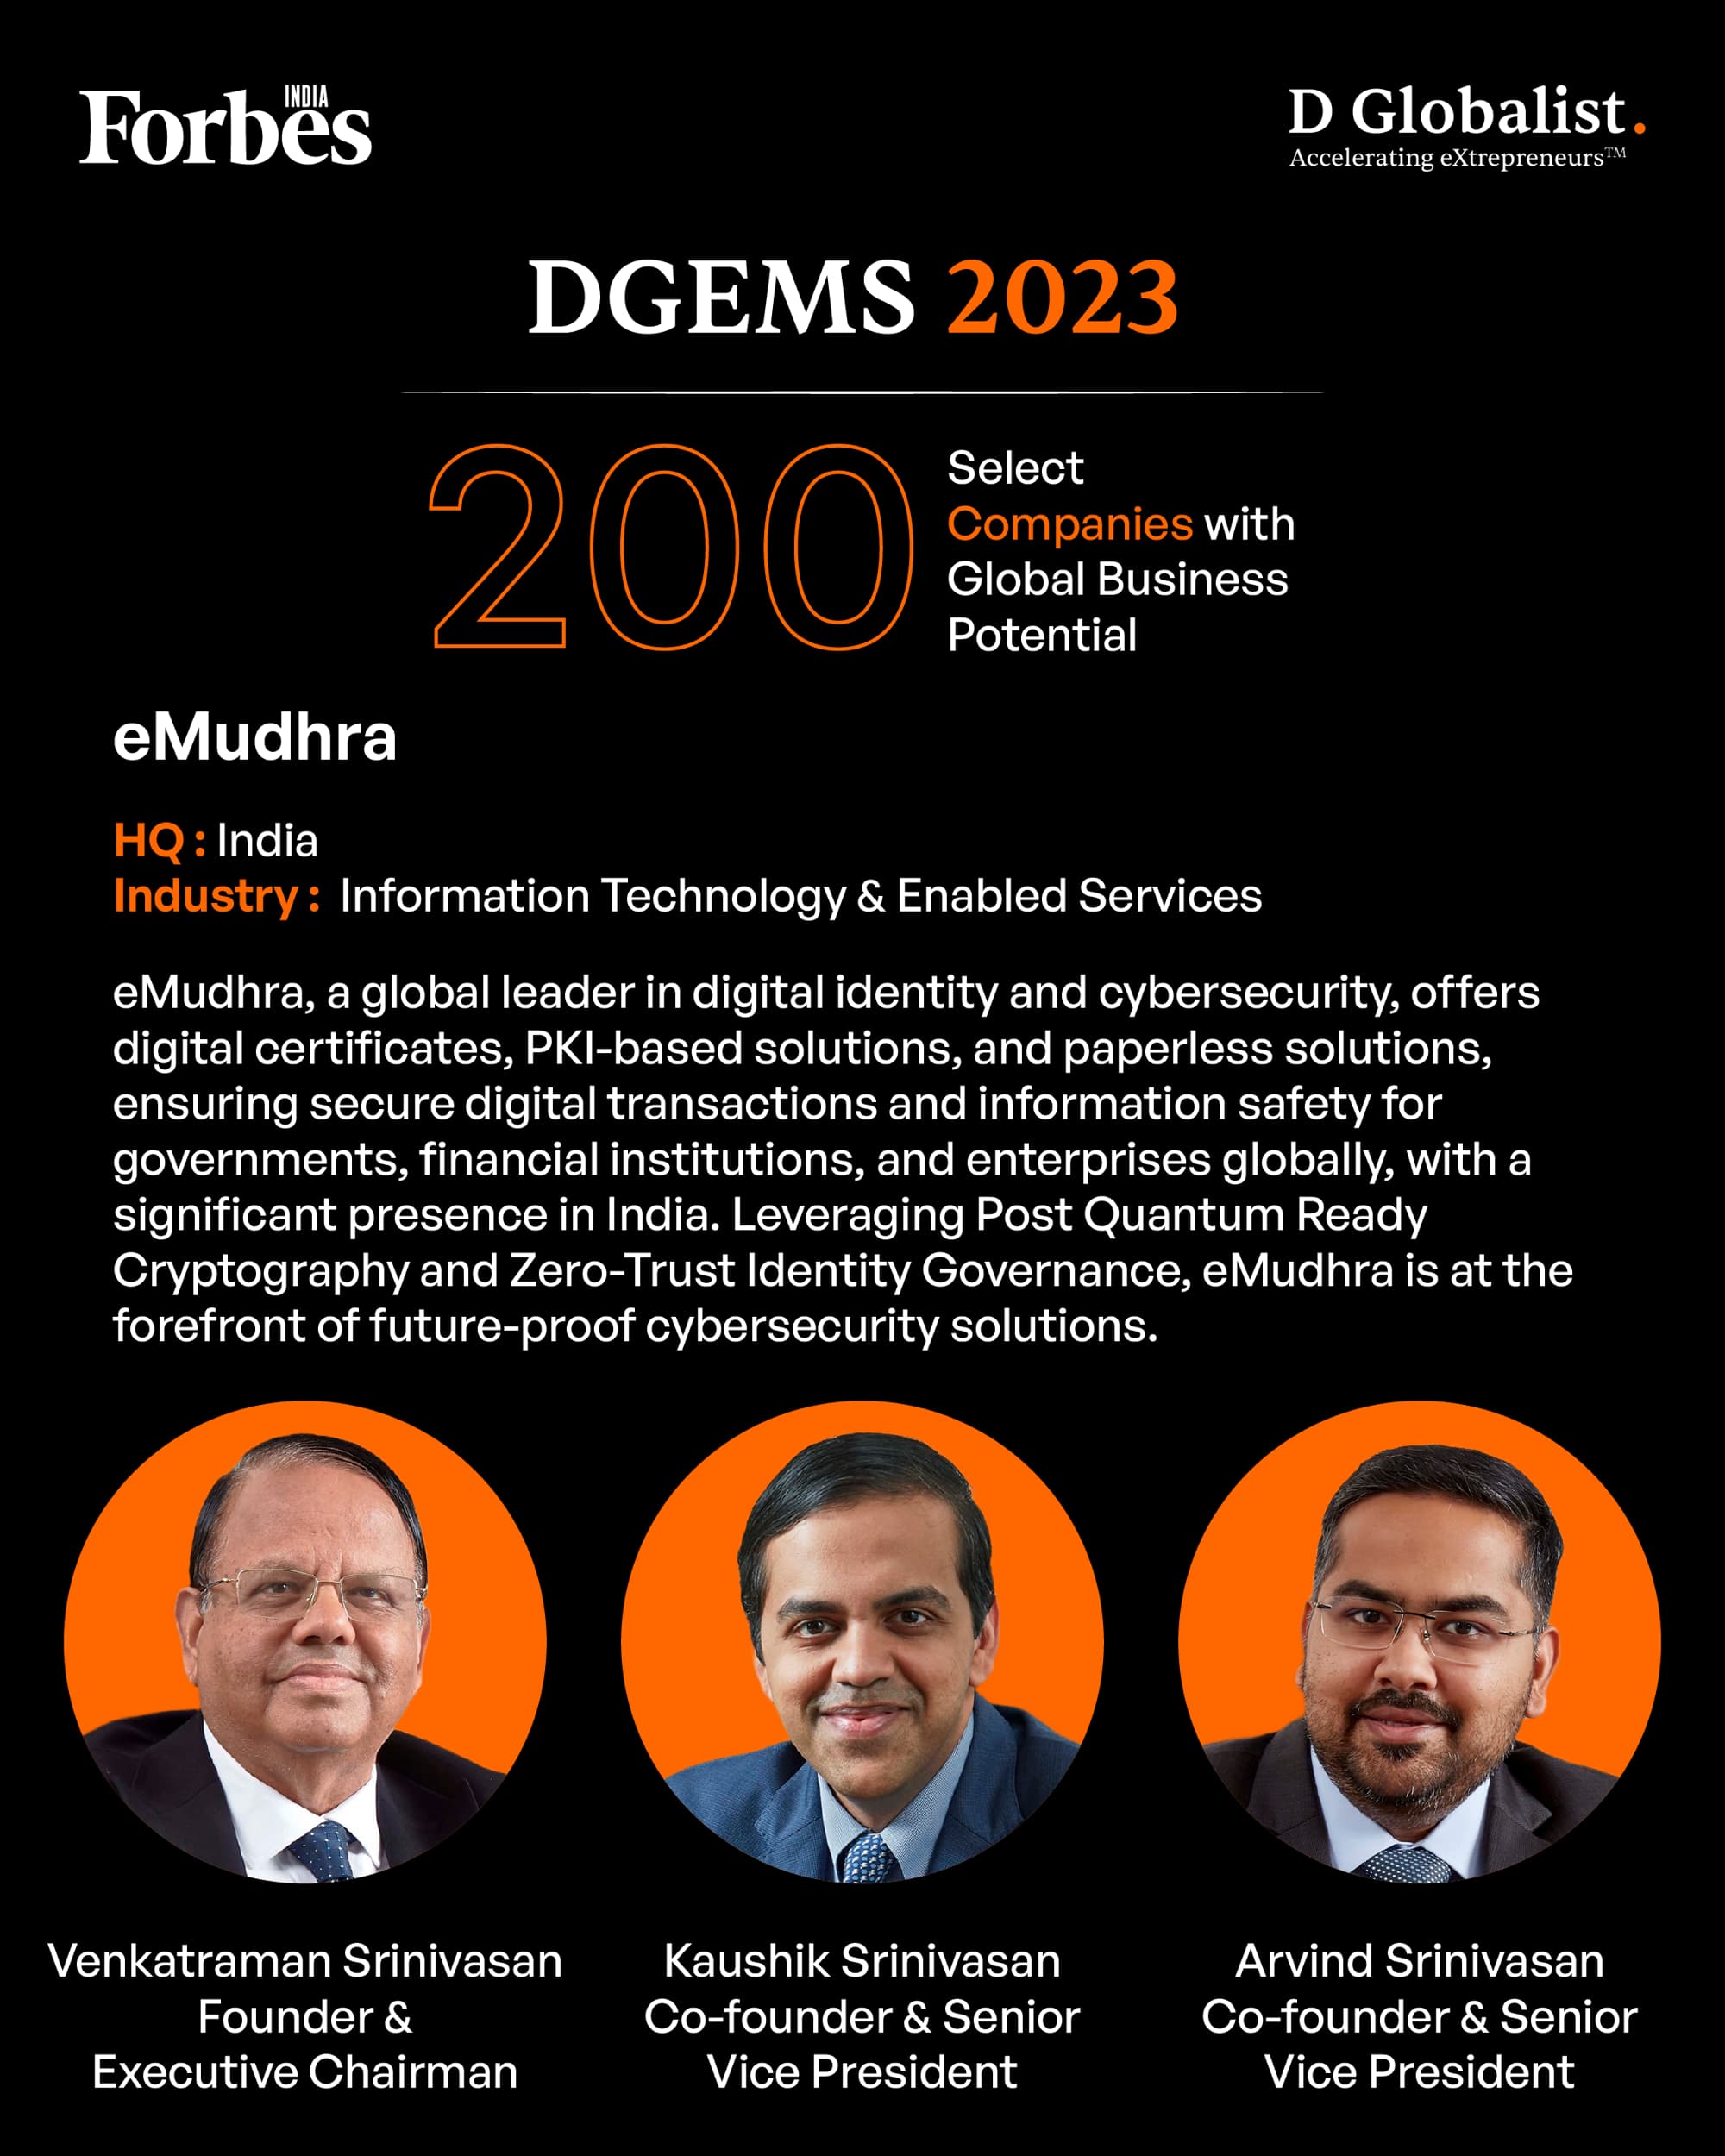 Forbes INDIA
D Globalist.
Accelerating eXtrepreneurs™
DGEMS 2023
200
Select
Companies with
Global Business
Potential
eMudhra
HQ : India
Industry : Information Technology & Enabled Services
eMudhra, a global leader in digital identity and cybersecurity, offers
digital certificates, PKI-based solutions, and paperless solutions,
ensuring secure digital transactions and information safety for
governments, financial institutions, and enterprises globally, with a
significant presence in India. Leveraging Post Quantum Ready
Cryptography and Zero-Trust Identity Governance, eMudhra is at the
forefront of future-proof cybersecurity solutions.
Venkatraman Srinivasan
Founder &
Executive Chairman
Kaushik Srinivasan
Co-founder & Senior
Vice President
Arvind Srinivasan
Co-founder & Senior
Vice President